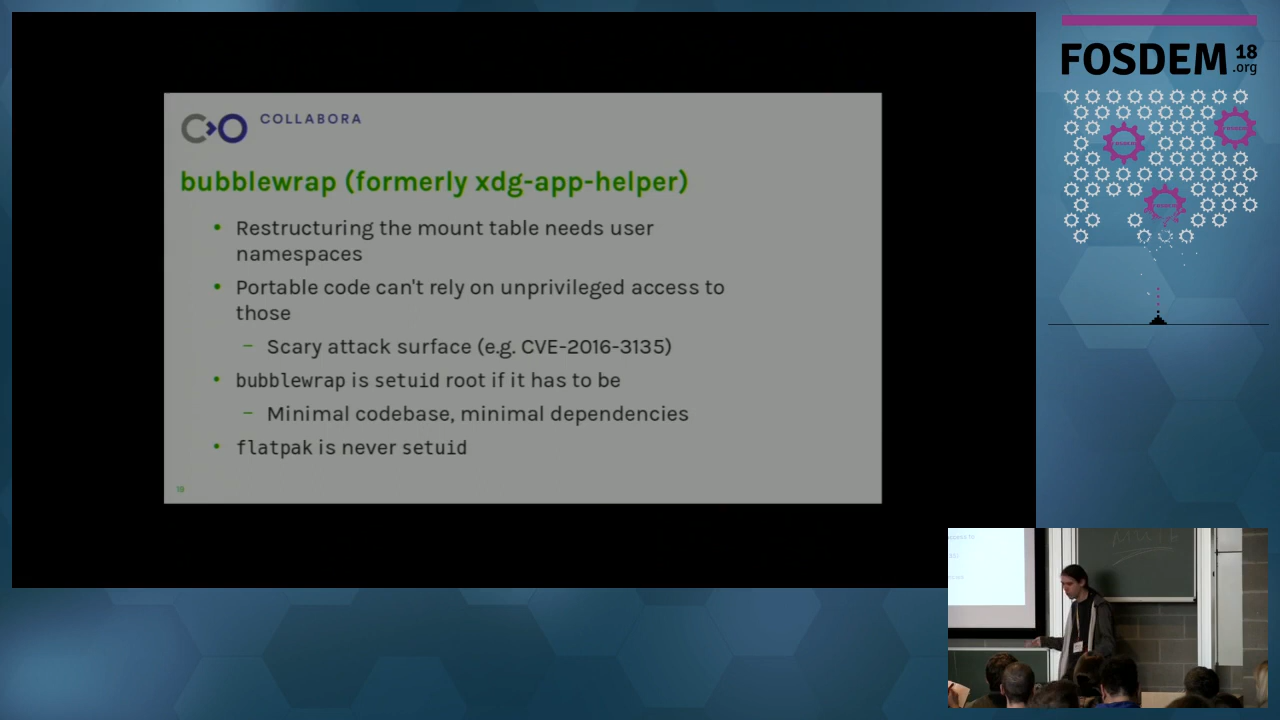 COLLABORA
bubblewrap (formerly xdg-app-helper)
• Restructuring the mount table needs user
namespaces
• Portable code can't rely on unprivileged access to
those
– Scary attack surface (e.g. CVE-2016-3135)
• bubblewrap is setuid root if it has to be
– Minimal codebase, minimal dependencies
• flatpak is never setuid
FOSDEM 18
.org